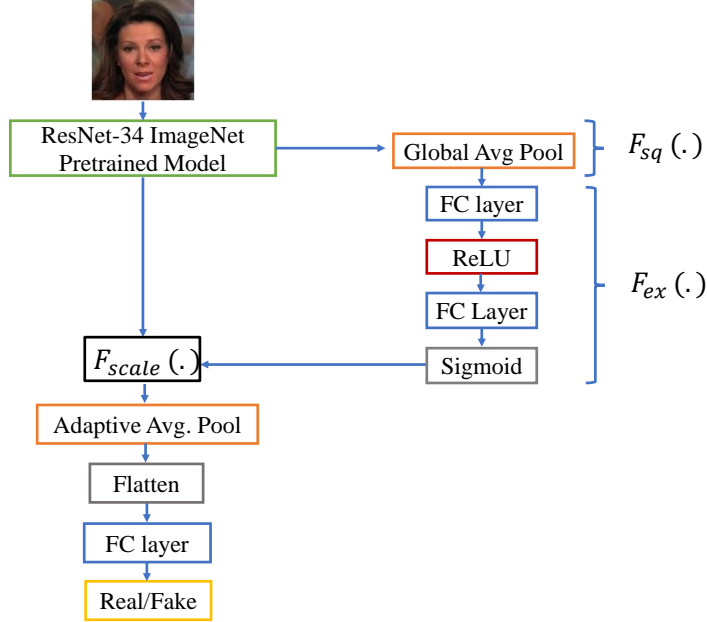 ResNet-34 ImageNet
Pretrained Model
Global Avg Pool
F_sq (.)
FC layer
ReLU
FC Layer
F_ex (.)
Sigmoid
F_scale (.)
Adaptive Avg. Pool
Flatten
FC layer
Real/Fake